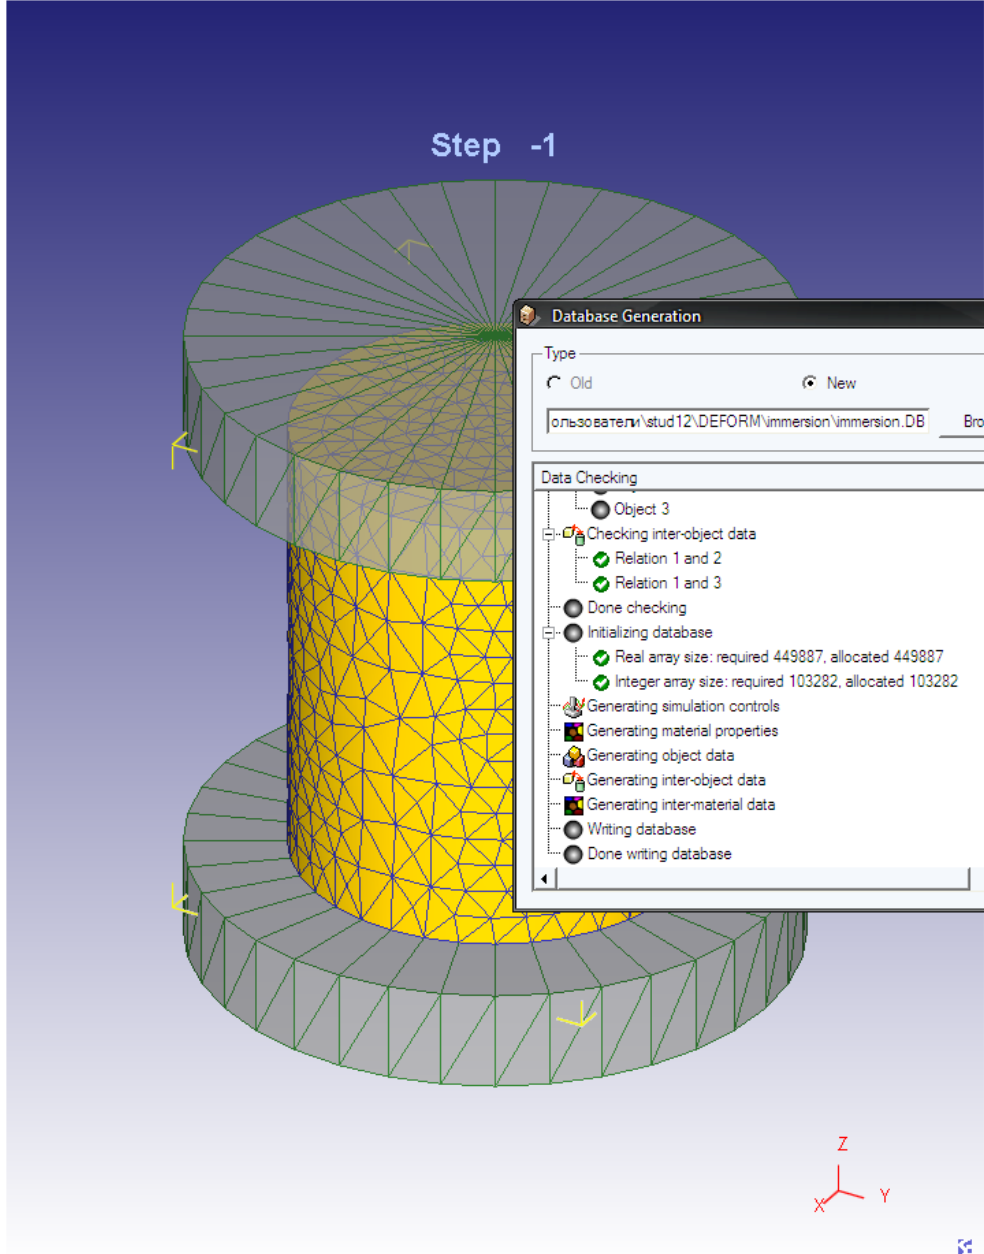 Step -1
Database Generation
Type
Old
New
ользователи\stud12\DEFORM\immersion\immersion.DB
Bro
Data Checking
Object 3
Checking inter-object data
Relation 1 and 2
Relation 1 and 3
Done checking
Initializing database
Real array size: required 449887, allocated 449887
Integer array size: required 103282, allocated 103282
Generating simulation controls
Generating material properties
Generating object data
Generating inter-object data
Generating inter-material data
Writing database
Done writing database
Z
X
Y